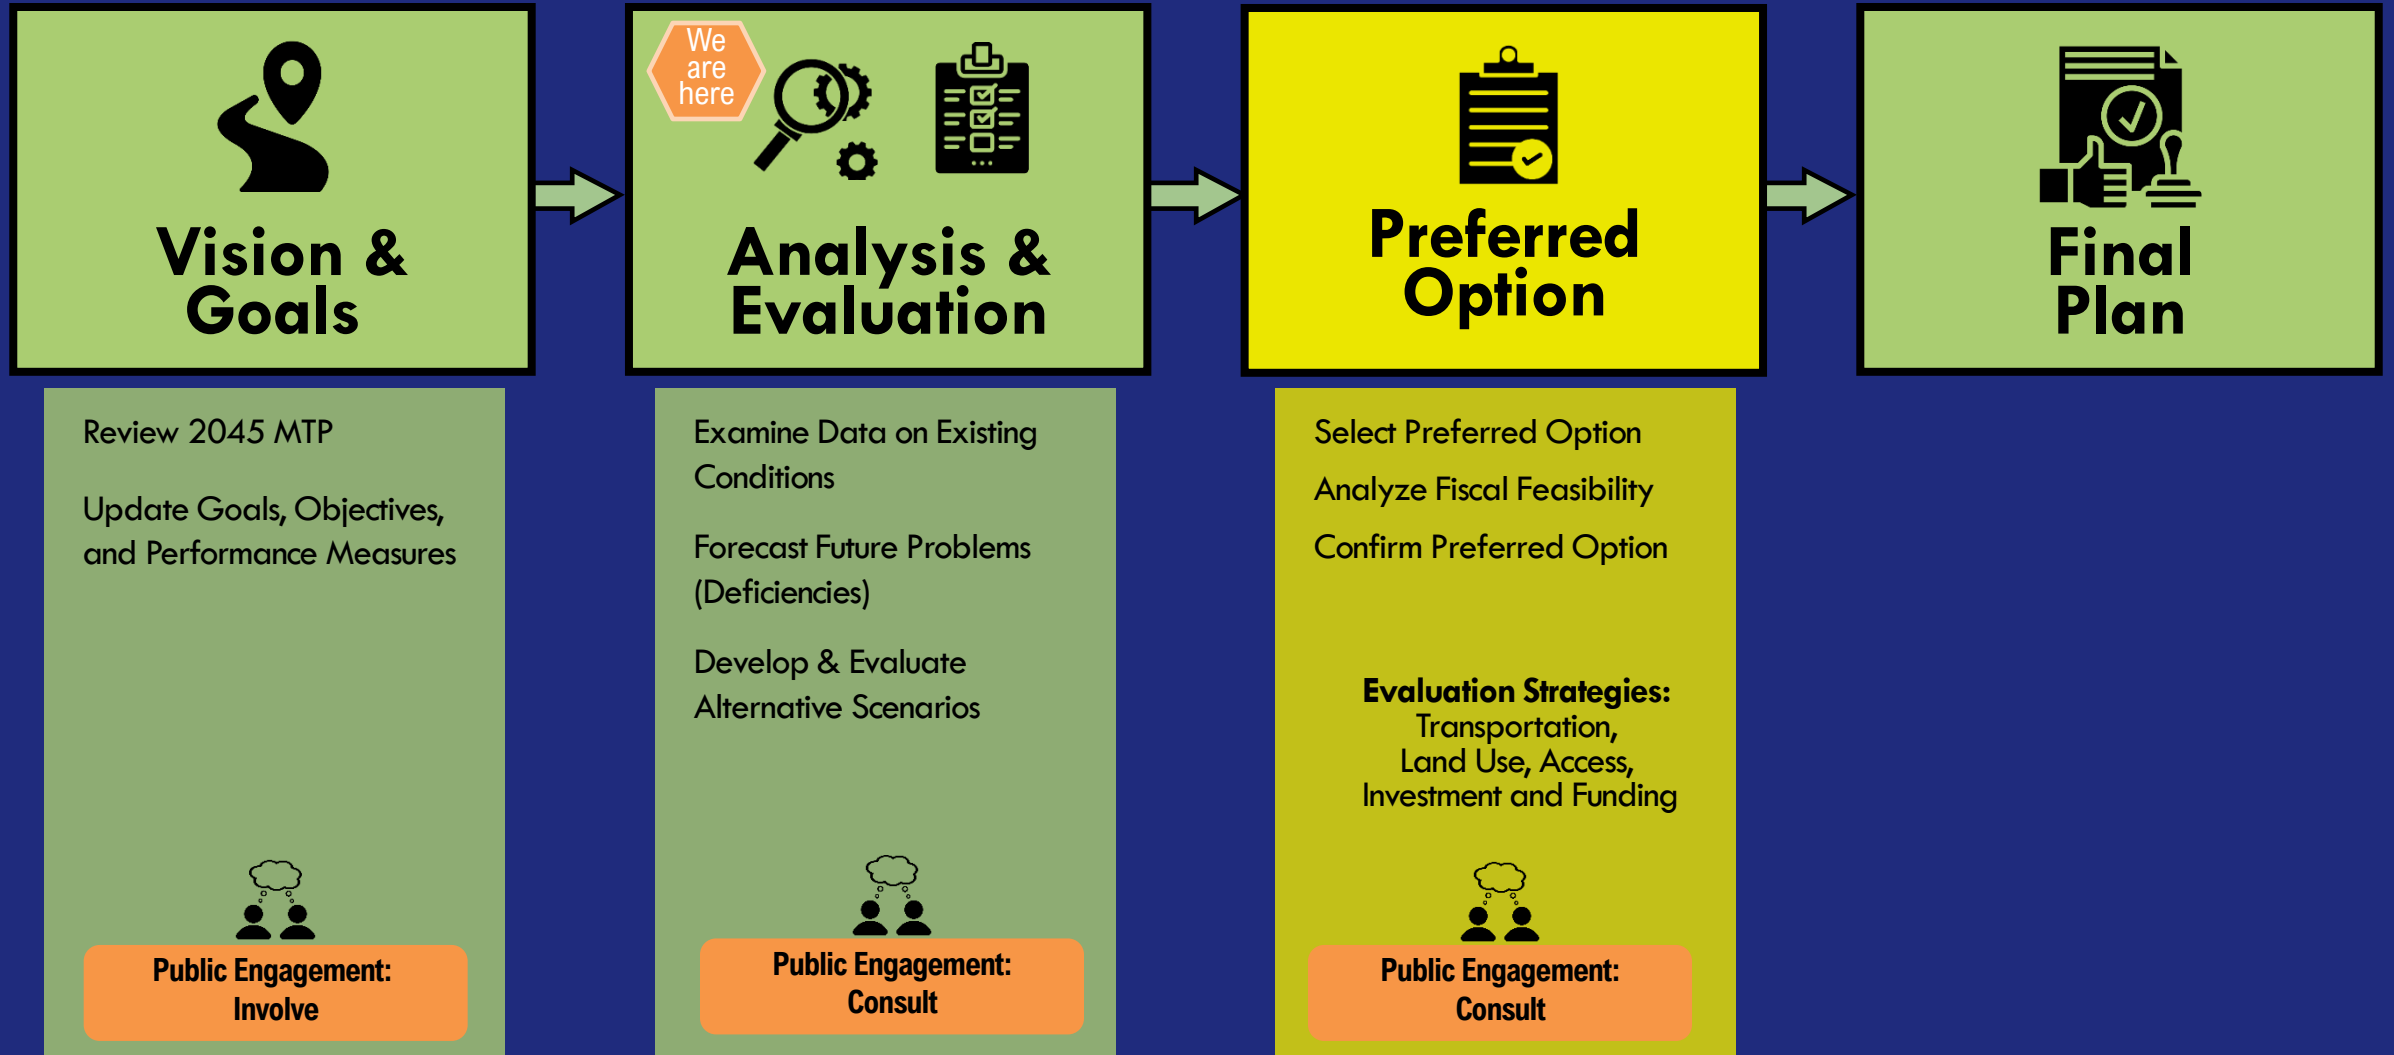 Vision &
Goals
Review 2045 MTP
Update Goals, Objectives,
and Performance Measures
Public Engagement:
Involve
We
are
here
Analysis &
Evaluation
Examine Data on Existing
Conditions
Forecast Future Problems
(Deficiencies)
Develop & Evaluate
Alternative Scenarios
Public Engagement:
Consult
Preferred
Option
Select Preferred Option
Analyze Fiscal Feasibility
Confirm Preferred Option
Evaluation Strategies:
Transportation,
Land Use, Access,
Investment and Funding
Public Engagement:
Consult
Final
Plan